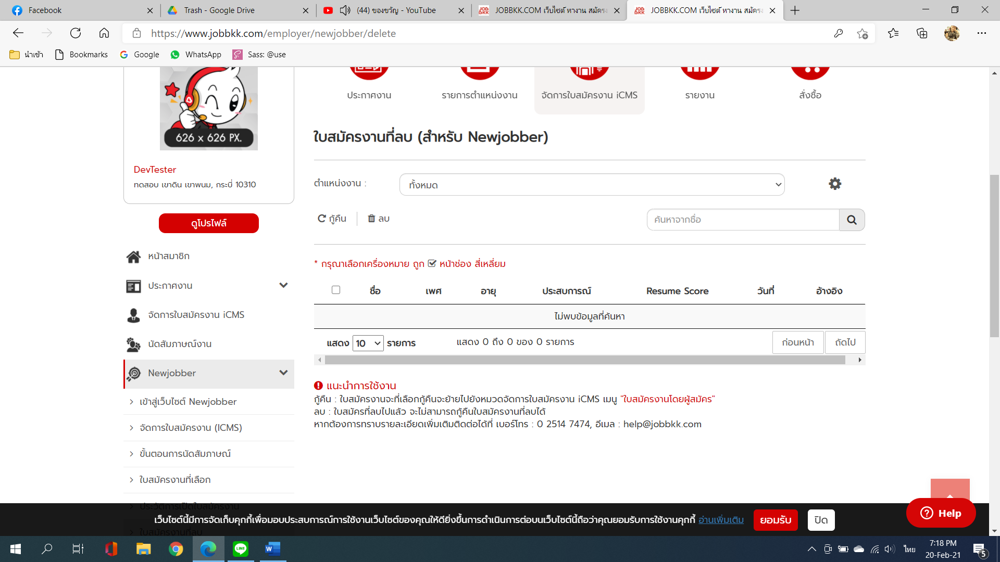 Facebook
Trash - Google Drive
(44) ของขวัญ - YouTube
JOBBKK.COM เว็บไซต์ หางาน สมัครง
JOBBKK.COM เว็บไซต์ หางาน สมัครง
https://www.jobbkk.com/employer/newjobber/delete
นำเข้า
Bookmarks
Google
WhatsApp
Sass: @use
626 x 626 PX.
DevTester
ทดสอบ เขาดิน เขาพนม, กระบี่ 10310
ดูโปรไฟล์
หน้าสมาชิก
ประกาศงาน
จัดการใบสมัครงาน iCMS
นัดสัมภาษณ์งาน
Newjobber
เข้าสู่เว็บไซต์ Newjobber
จัดการใบสมัครงาน (ICMS)
ขั้นตอนการนัดสัมภาษณ์
ใบสมัครงานที่เลือก
ประวัติการเปิดใบสมัครงาน
ใบสมัครงานที่ลบ
ประกาศงาน
รายการตำแหน่งงาน
จัดการใบสมัครงาน iCMS
รายงาน
สั่งซื้อ
ใบสมัครงานที่ลบ (สำหรับ Newjobber)
ตำแหน่งงาน :
ทั้งหมด
กู้คืน
ลบ
ค้นหาจากชื่อ
* กรุณาเลือกเครื่องหมาย ถูก หน้าช่อง สี่เหลี่ยม
ชื่อ เพศ อายุ ประสบการณ์ Resume Score วันที่ อ้างอิง
ไม่พบข้อมูลที่ค้นหา
แสดง 10 รายการ
แสดง 0 ถึง 0 ของ 0 รายการ
ก่อนหน้า
ถัดไป
แนะนำการใช้งาน
กู้คืน : ใบสมัครงานจะที่เลือกกู้คืนจะย้ายไปยังหมวดจัดการใบสมัครงาน iCMS เมนู "ใบสมัครงานโดยผู้สมัคร"
ลบ : ใบสมัครที่ลบไปแล้ว จะไม่สามารถกู้คืนใบสมัครงานที่ลบได้
หากต้องการทราบรายละเอียดเพิ่มเติมติดต่อได้ที่ เบอร์โทร : 0 2514 7474, อีเมล : help@jobbkk.com
เว็บไซต์นี้มีการจัดเก็บคุกกี้เพื่อมอบประสบการณ์การใช้งานเว็บไซต์ของคุณให้ดียิ่งขึ้นการดำเนินการต่อบนเว็บไซต์นี้ถือว่าคุณยอมรับการใช้งานคุกกี้ อ่านเพิ่มเติม
ยอมรับ
ปิด
Help
ไทย
7:18 PM
20-Feb-21
5